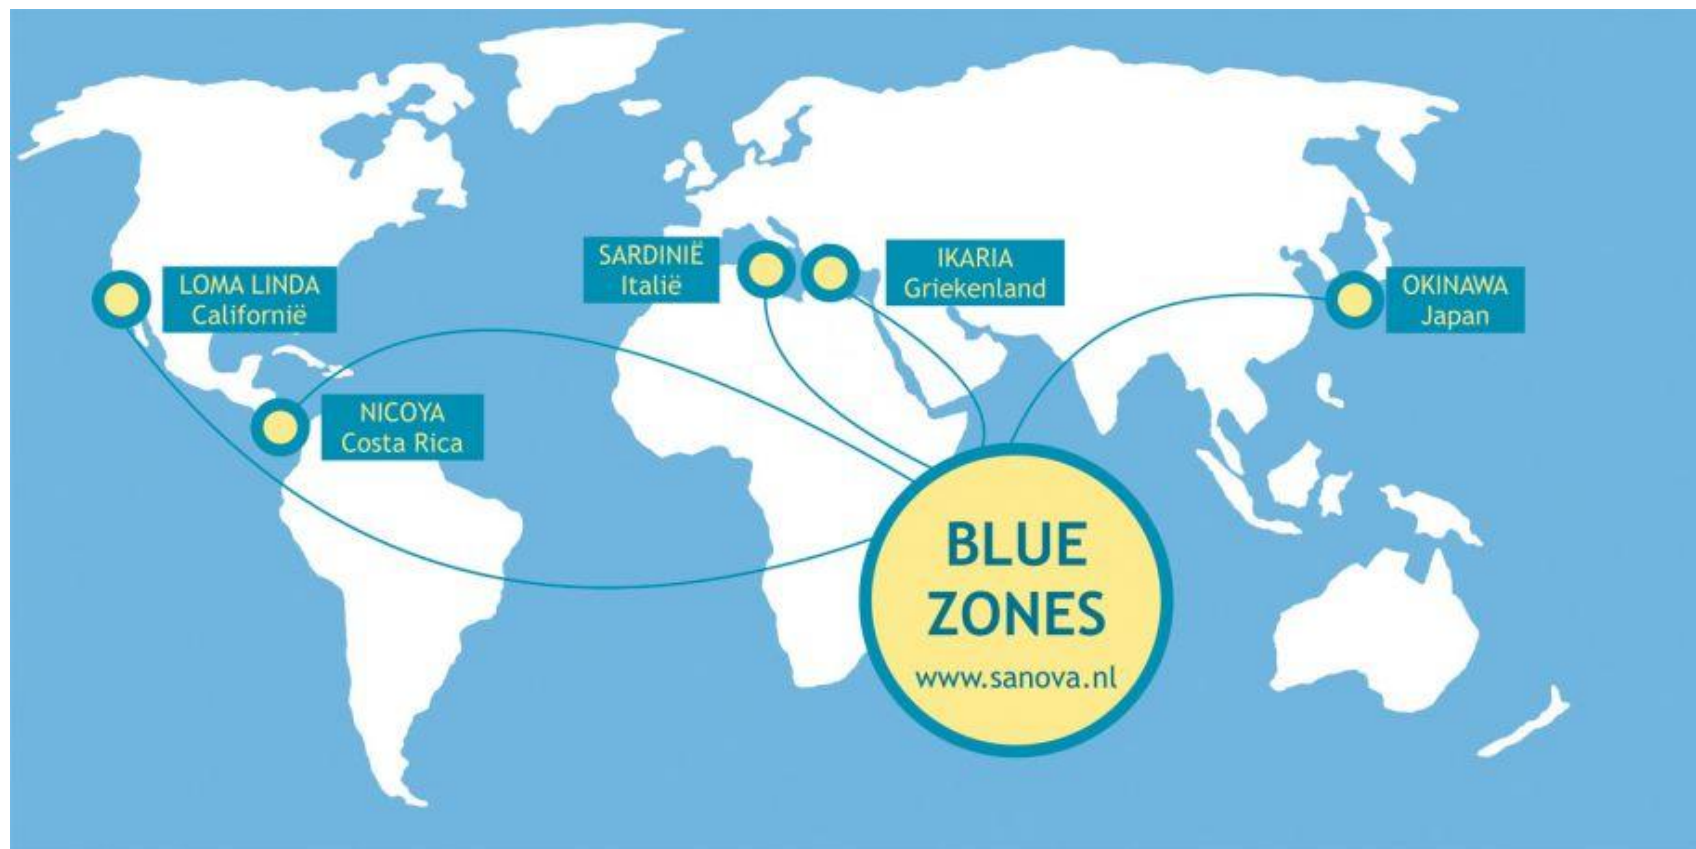 LOMA LINDA
Californië
NICOYA
Costa Rica
SARDINIË
Italië
IKARIA
Griekenland
OKINAWA
Japan
BLUE
ZONES
www.sanova.nl